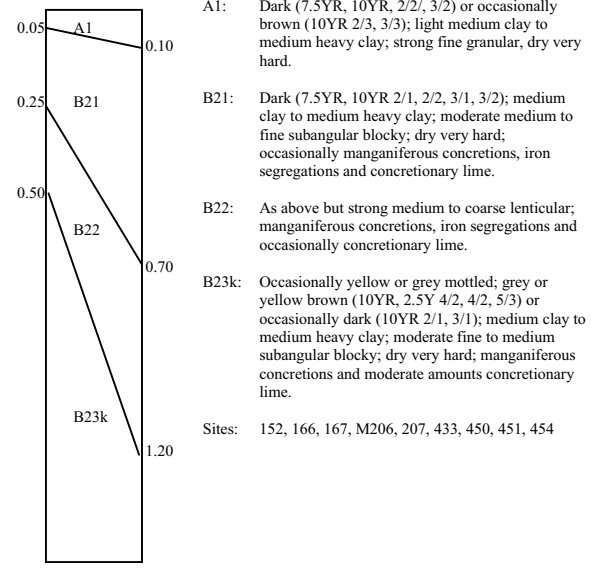 A1: Dark (7.5YR, 10YR, 2/2/, 3/2) or occasionally
brown (10YR 2/3, 3/3); light medium clay to
medium heavy clay; strong fine granular, dry very
hard.
B21: Dark (7.5YR, 10YR 2/1, 2/2, 3/1, 3/2); medium
clay to medium heavy clay; moderate medium to
fine subangular blocky; dry very hard;
occasionally manganiferous concretions, iron
segregations and concretionary lime.
B22: As above but strong medium to coarse lenticular;
manganiferous concretions, iron segregations and
occasionally concretionary lime.
B23k: Occasionally yellow or grey mottled; grey or
yellow brown (10YR, 2.5Y 4/2, 4/2, 5/3) or
occasionally dark (10YR 2/1, 3/1); medium clay to
medium heavy clay; moderate fine to medium
subangular blocky; dry very hard; manganiferous
concretions and moderate amounts concretionary
lime.
Sites: 152, 166, 167, M206, 207, 433, 450, 451, 454
0.05
A1
0.10
0.25
B21
0.50
B22
0.70
B23k
1.20